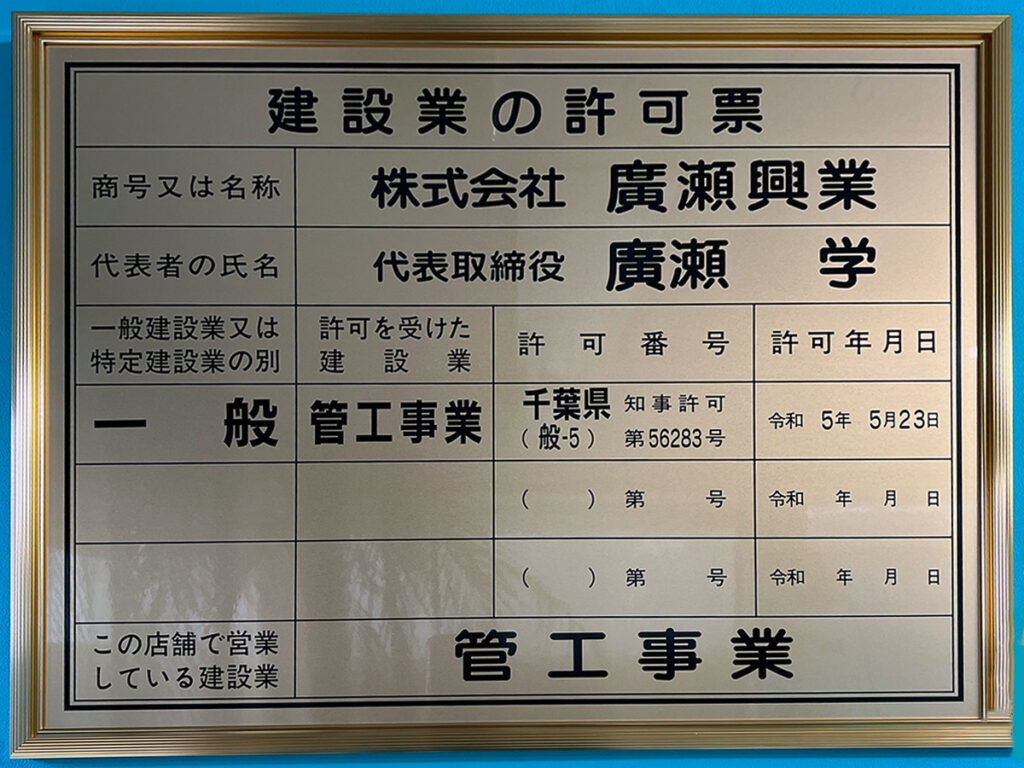 建設業の許可票
商号又は名称 株式会社 廣瀬興業
代表者の氏名 代表取締役 廣瀬 学
一般建設業又は
特定建設業の別
許可を受けた
建設業
許可番号
許可年月日
一般
管工事業
千葉県 知事許可
(般-5) 第56283号
令和 5年 5月23日
( ) 第 号 令和 年 月 日
( ) 第 号 令和 年 月 日
この店舗で営業
している建設業
管工事業